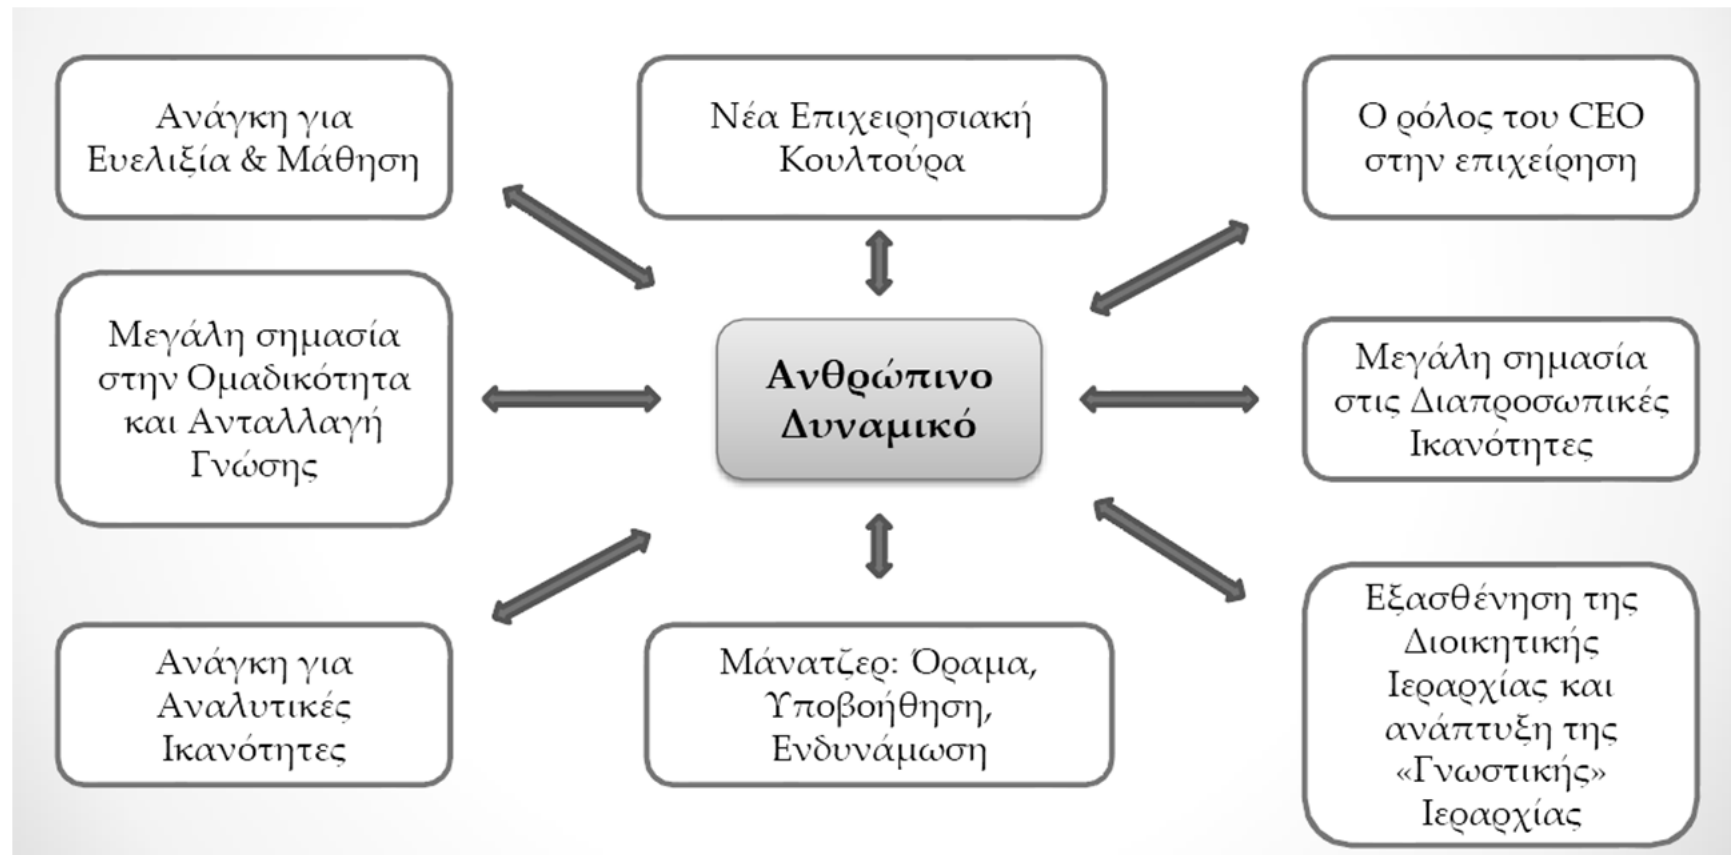 Ανάγκη για
Ευελιξία & Μάθηση
Νέα Επιχειρησιακή
Κουλτούρα
Ο ρόλος του CEO
στην επιχείρηση
Μεγάλη σημασία
στην Ομαδικότητα
και Ανταλλαγή
Γνώσης
Ανθρώπινο
Δυναμικό
Μεγάλη σημασία
στις Διαπροσωπικές
Ικανότητες
Ανάγκη για
Αναλυτικές
Ικανότητες
Μάνατζερ: Όραμα,
Υποβοήθηση,
Ενδυνάμωση
Εξασθένηση της
Διοικητικής
Ιεραρχίας και
ανάπτυξη της
«Γνωστικής»
Ιεραρχίας